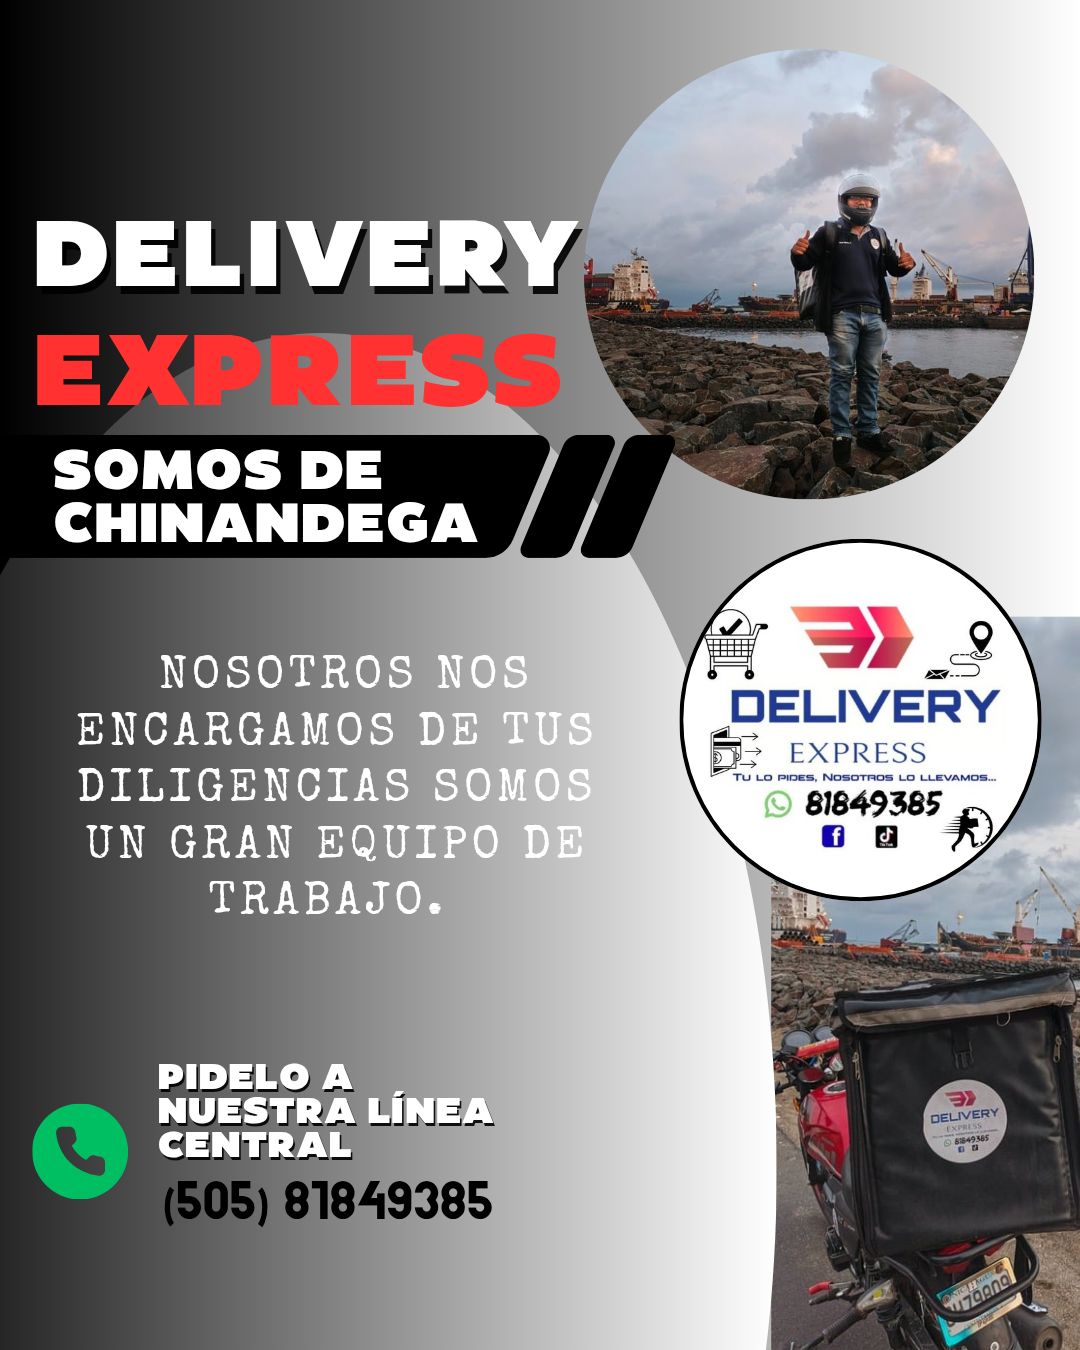 DELIVERY
EXPRESS
SOMOS DE
CHINANDEGA
NOSOTROS NOS
ENCARGAMOS DE TUS
DILIGENCIAS SOMOS
UN GRAN EQUIPO DE
TRABAJO.
DELIVERY
EXPRESS
TU LO PIDES, NOSOTROS LO LLEVAMOS...
81849385
TikTok
PIDELO A
NUESTRA LÍNEA
CENTRAL
(505) 81849385
DELIVERY
EXPRESS
81849385